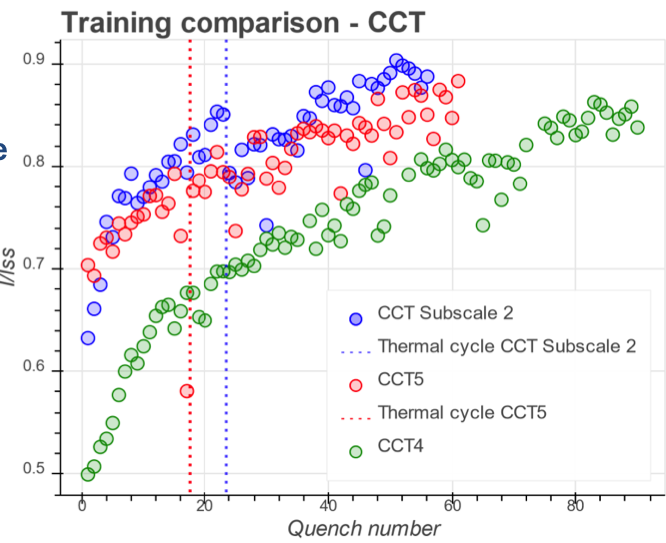 Training comparison - CCT
e
I/Iss
0.9
0.8
0.7
0.6
0.5
CCT Subscale 2
Thermal cycle CCT Subscale 2
CCT5
Thermal cycle CCT5
CCT4
0
20
40
60
80
Quench number